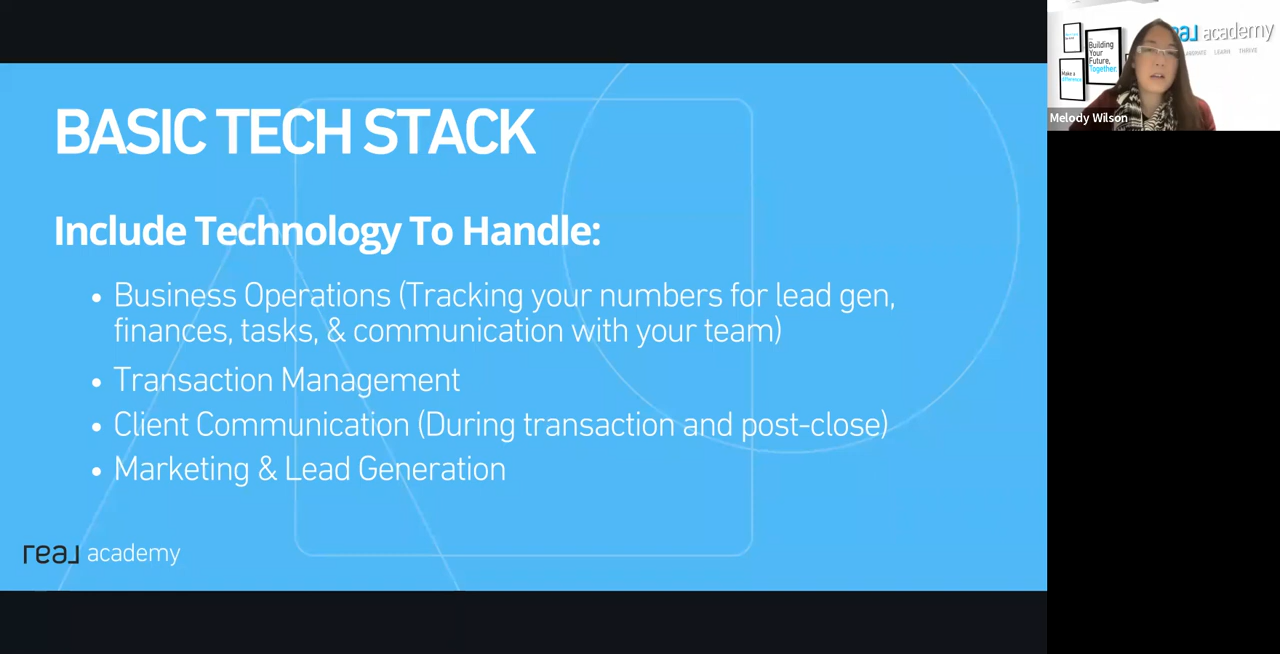 BASIC TECH STACK
Include Technology To Handle:
• Business Operations (Tracking your numbers for lead gen,
finances, tasks, & communication with your team)
• Transaction Management
• Client Communication (During transaction and post-close)
• Marketing & Lead Generation
real academy
real academy
LEARN THRIVE
Building
Your
Future,
Together.
Make a
Melody Wilson